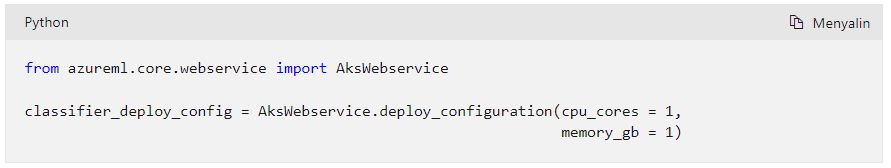 Python
Menyalin
from azureml.core.webservice import AksWebservice
classifier_deploy_config = AksWebservice.deploy_configuration(cpu_cores = 1,
memory_gb = 1)